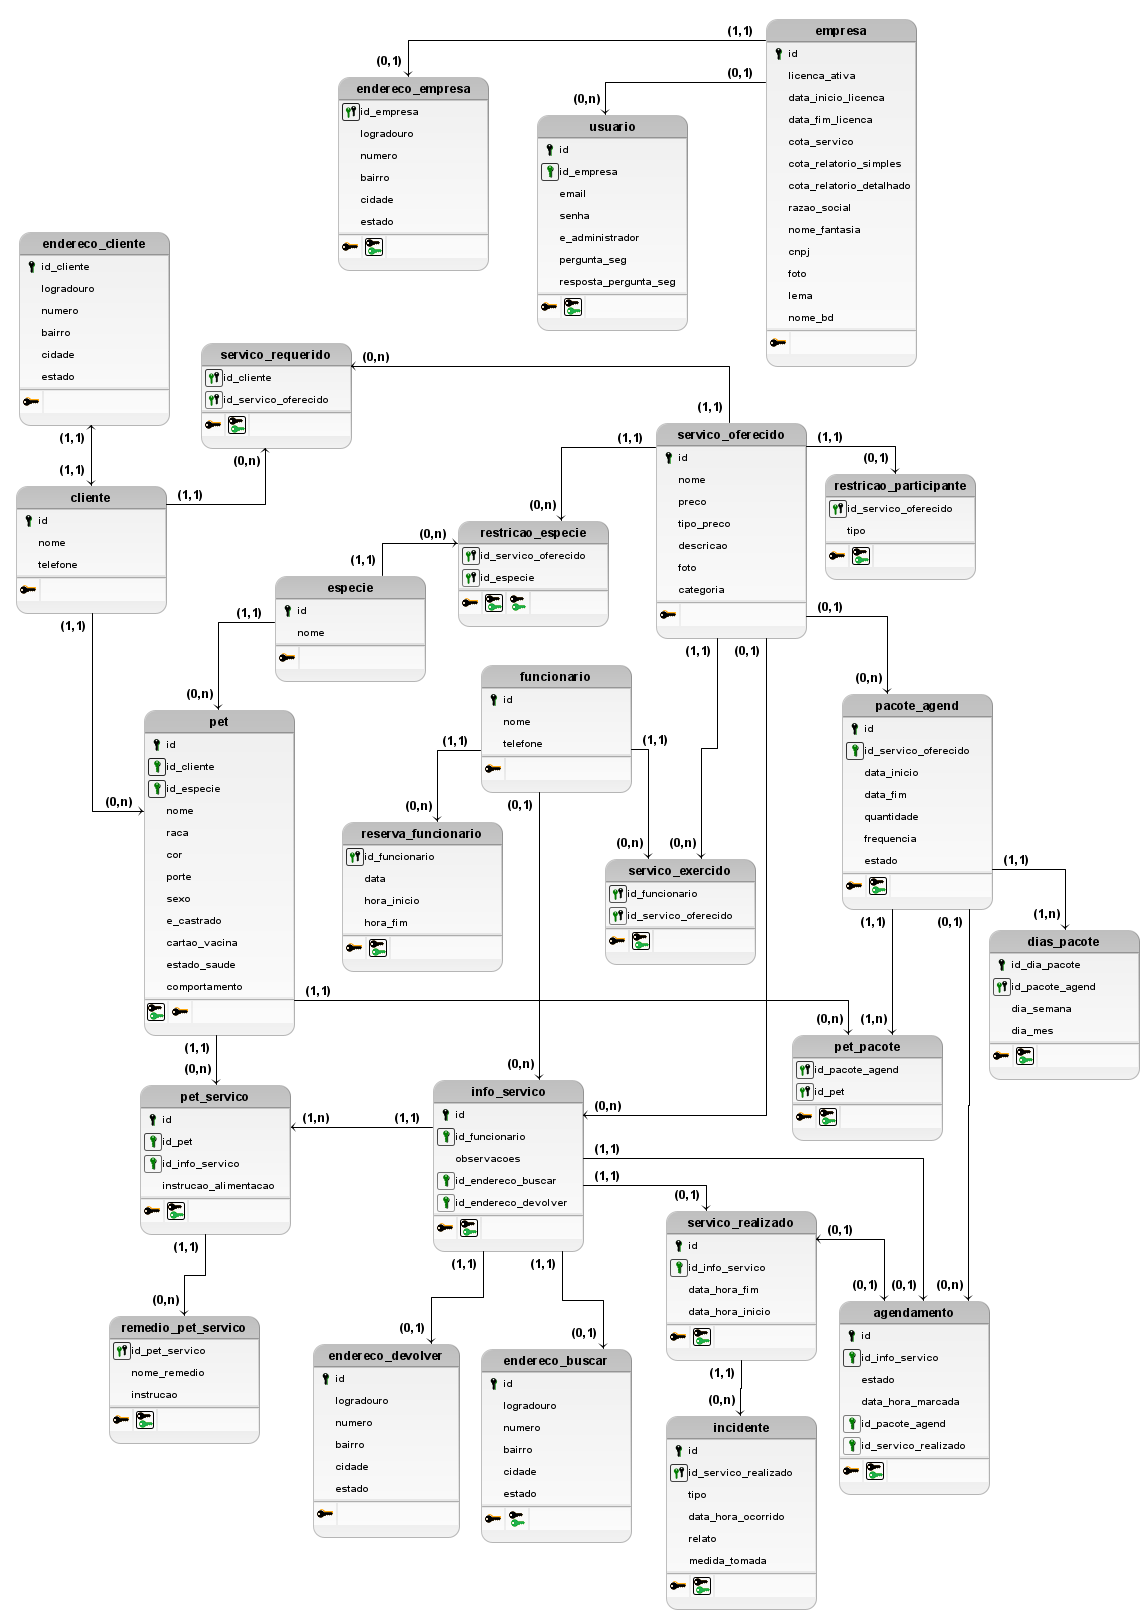 empresa
id
licenca_ativa
data_inicio_licenca
data_fim_licenca
cota_servico
cota_relatorio_simples
cota_relatorio_detalhado
razao_social
nome_fantasia
cnpj
foto
lema
nome_bd
(1,1)
(0,1)
(0,1)
(0,n)
endereco_empresa
id_empresa
logradouro
numero
bairro
cidade
estado
usuario
id
id_empresa
email
senha
e_administrador
pergunta_seg
resposta_pergunta_seg
endereco_cliente
id_cliente
logradouro
numero
bairro
cidade
estado
(1,1)
(1,1)
servico_requerido
id_cliente
id_servico_oferecido
(0,n)
(0,n)
(1,1)
cliente
id
nome
telefone
(1,1)
(1,1)
servico_oferecido
id
nome
preco
tipo_preco
descricao
foto
categoria
(1,1)
(1,1)
(0,1)
restricao_participante
id_servico_oferecido
tipo
(0,n)
restricao_especie
id_servico_oferecido
id_especie
(0,n)
(1,1)
especie
id
nome
(1,1)
(0,n)
(0,1)
(0,n)
(1,1)
(0,1)
funcionario
id
nome
telefone
(1,1)
(1,1)
(0,1)
pacote_agend
id
id_servico_oferecido
data_inicio
data_fim
quantidade
frequencia
estado
(1,1)
(1,1)
(0,1)
pet
id
id_cliente
id_especie
nome
raca
cor
porte
sexo
e_castrado
cartao_vacina
estado_saude
comportamento
(0,n)
(1,1)
(1,1)
(0,n)
(0,n)
reserva_funcionario
id_funcionario
data
hora_inicio
hora_fim
(0,n)
(0,n)
servico_exercido
id_funcionario
id_servico_oferecido
(1,n)
dias_pacote
id_dia_pacote
id_pacote_agend
dia_semana
dia_mes
(0,n)
(1,n)
pet_pacote
id_pacote_agend
id_pet
pet_servico
id
id_pet
id_info_servico
instrucao_alimentacao
(1,n)
(1,1)
(1,1)
(0,n)
(0,n)
info_servico
id
id_funcionario
observacoes
id_endereco_buscar
id_endereco_devolver
(0,n)
(1,1)
(1,1)
(1,1)
(1,1)
(0,1)
servico_realizado
id
id_info_servico
data_hora_fim
data_hora_inicio
(0,1)
(0,1)
(0,1)
(0,n)
agendamento
id
id_info_servico
estado
data_hora_marcada
id_pacote_agend
id_servico_realizado
remedio_pet_servico
id_pet_servico
nome_remedio
instrucao
(0,1)
endereco_devolver
id
logradouro
numero
bairro
cidade
estado
(0,1)
endereco_buscar
id
logradouro
numero
bairro
cidade
estado
(1,1)
(0,n)
incidente
id
id_servico_realizado
tipo
data_hora_ocorrido
relato
medida_tomada